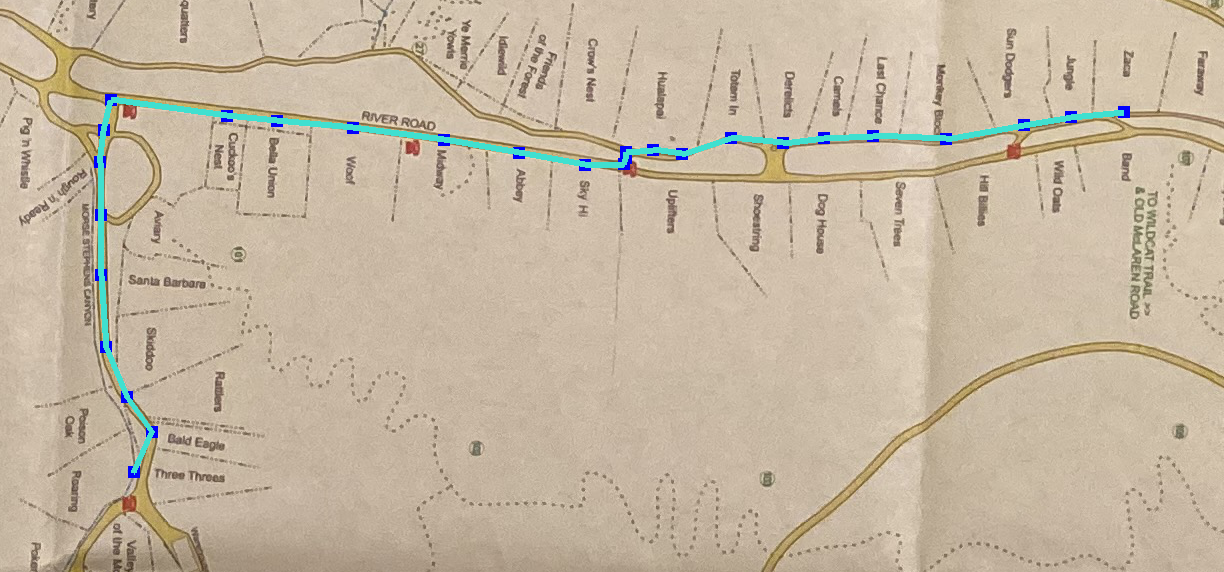 Ye Merrie
Yowls
Idlewild
Friends
of the Forest
Crow's Nest
Hualapai
Totem In
Derelicts
Camels
Last Chance
Monkey Block
Sun Dodgers
Jungle
Zaca
Faraway
RIVER ROAD
Pig 'n Whistle
Rough 'n Ready
Cuckoo's
Nest
Bella Union
Woof
Midway
Abbey
Sky Hi
Uplifters
Shoestring
Dog House
Seven Trees
Hill Billies
Wild Oats
Band
TO WILDCAT TRAIL >>
& OLD McLAREN ROAD
MORSE STEPHENS CANYON
Aviary
Santa Barbara
Skiddoo
Rattlers
Poison
Oak
Bald Eagle
Three Threes
Roaring
Valley
of the